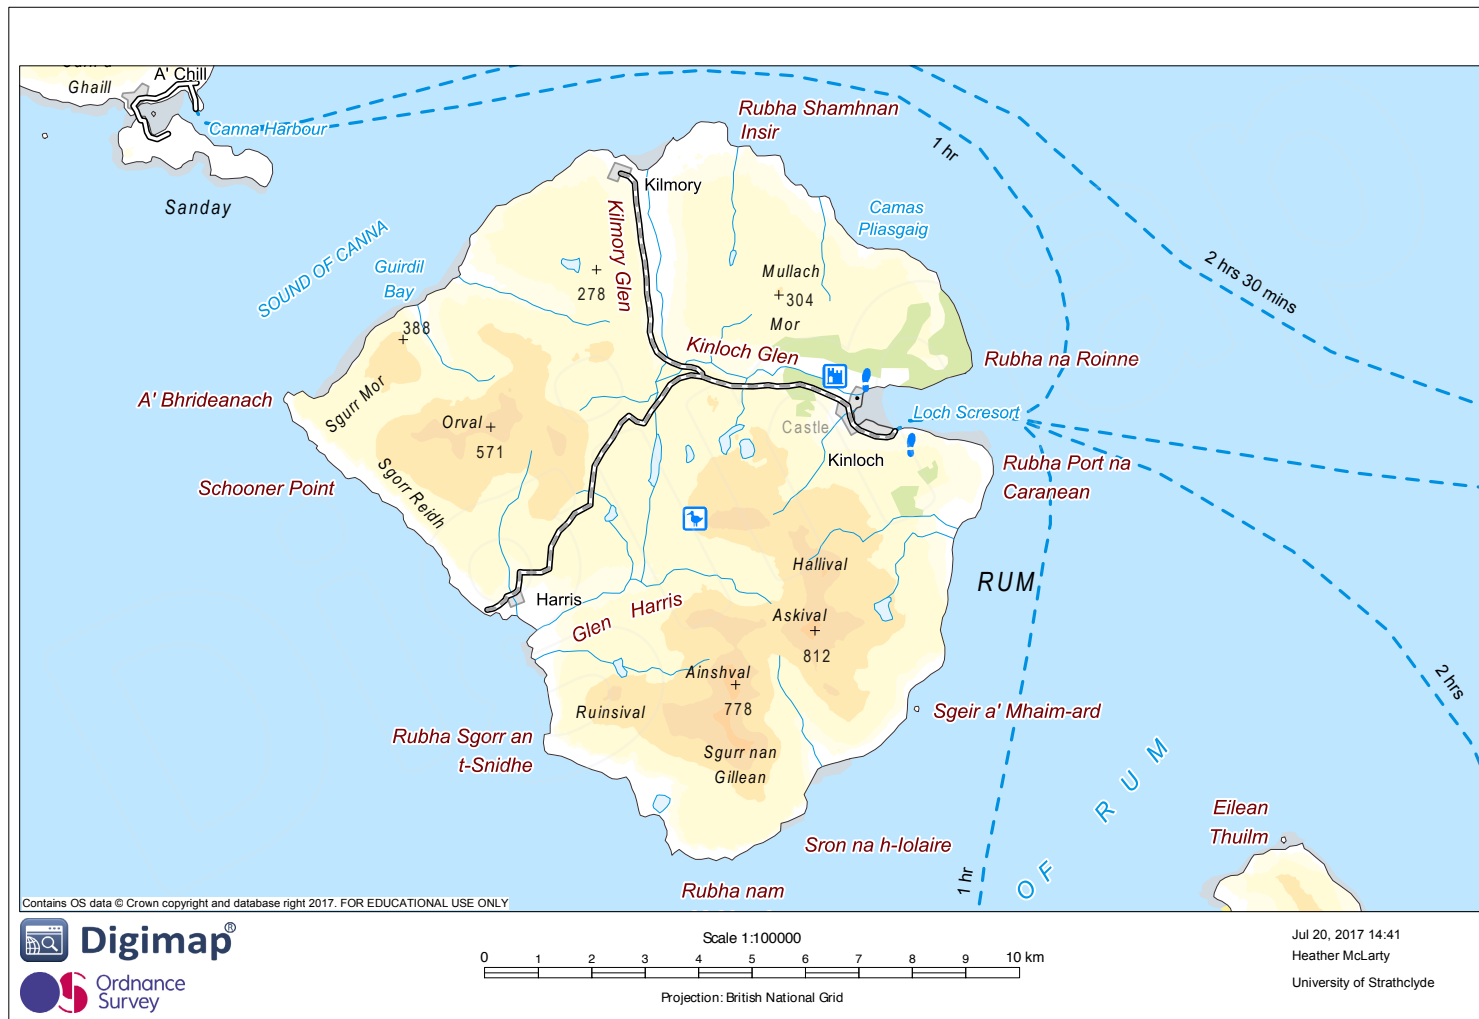 A' Chill
Ghaill
Canna Harbour
Sanday
SOUND OF CANNA
Guirdil
Bay
Rubha Shamhnan
Insir
Kilmory
Kilmory Glen
278
388
Camas
Pliasgaig
Mullach
304
Mor
1 hr
2 hrs 30 mins
Kinloch Glen
Rubha na Roinne
A' Bhrideanach
Sgurr Mor
Orval
571
Schooner Point
Sgorr Reidh
Castle
Kinloch
Loch Scresort
Rubha Port na
Caranean
Hallival
RUM
Harris
Glen Harris
Askival
812
Ainshval
778
Ruinsival
Sgurr nan
Gillean
Rubha Sgorr an
t-Snidhe
Sgeir a' Mhaim-ard
2 hrs
OF RUM
Eilean
Thuilm
Sron na h-Iolaire
1 hr
Rubha nam
Contains OS data © Crown copyright and database right 2017. FOR EDUCATIONAL USE ONLY
Digimap®
Ordnance
Survey
Scale 1:100000
0 1 2 3 4 5 6 7 8 9 10 km
Projection: British National Grid
Jul 20, 2017 14:41
Heather McLarty
University of Strathclyde